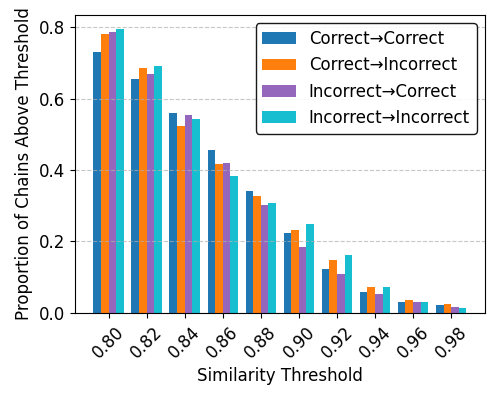 Proportion of Chains Above Threshold
0.8
0.6
0.4
0.2
0.0
Correct→Correct
Correct→Incorrect
Incorrect→Correct
Incorrect→Incorrect
0.80 0.82 0.84 0.86 0.88 0.90 0.92 0.94 0.96 0.98
Similarity Threshold